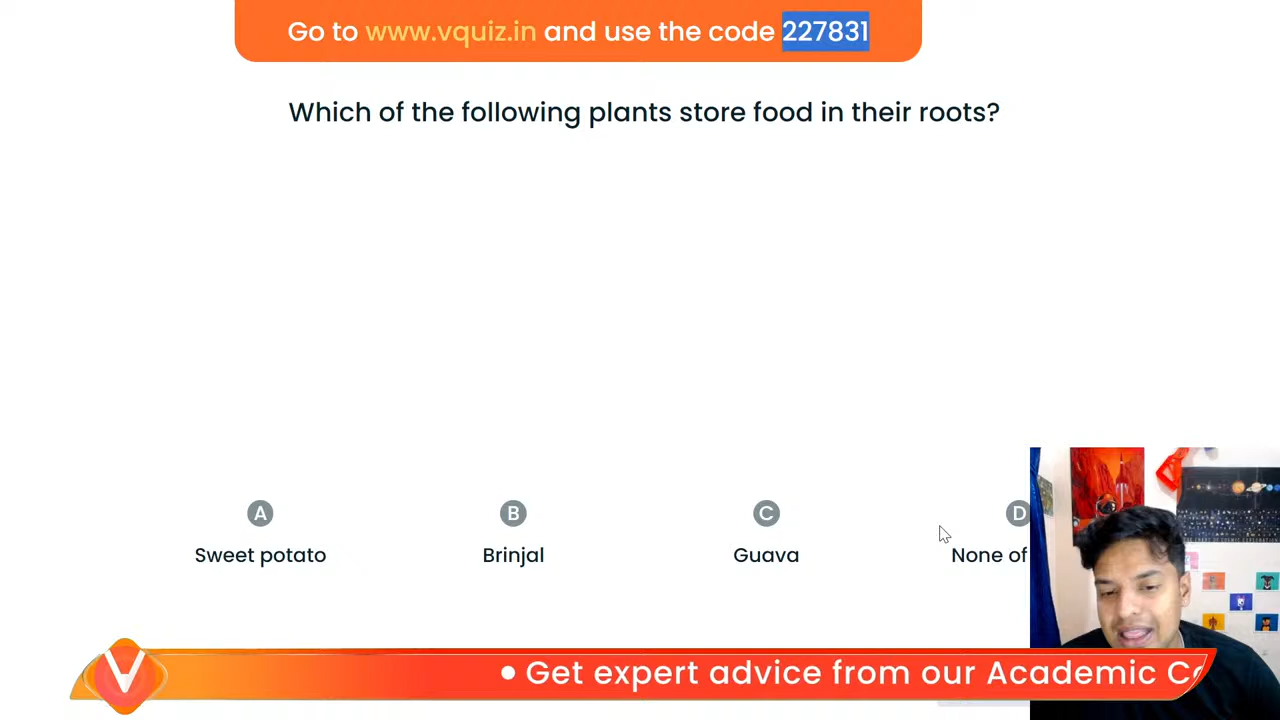 Go to www.vquiz.in and use the code 227831
Which of the following plants store food in their roots?
A
B
C
D
Sweet potato
Brinjal
Guava
None of
V
• Get expert advice from our Academic